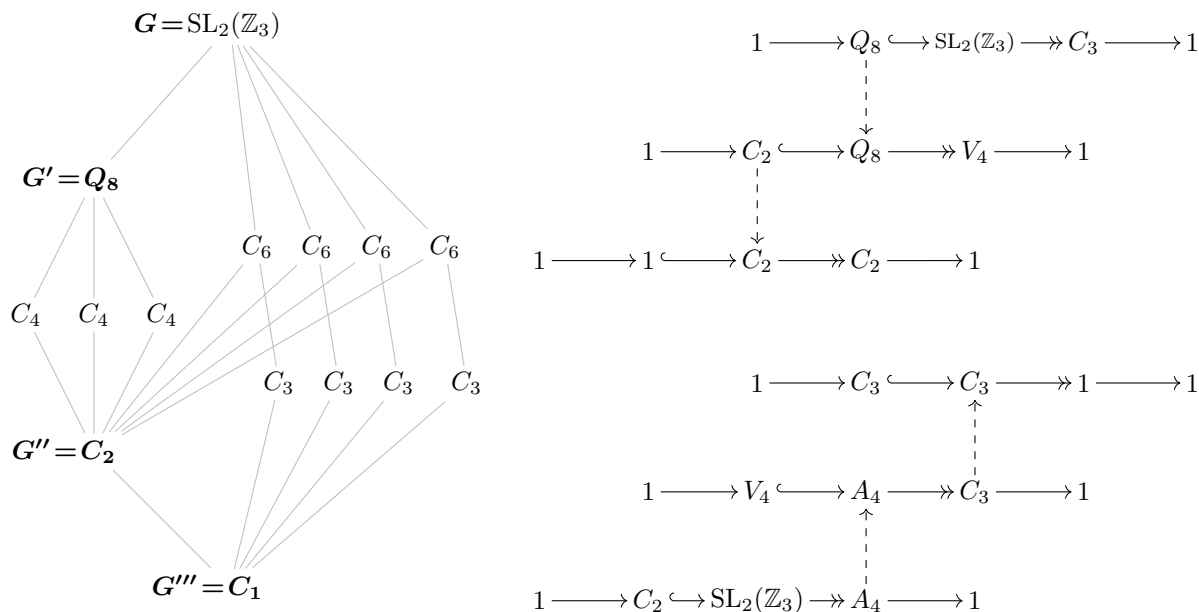 G = SL₂(ℤ₃)
1 Q₈ SL₂(ℤ₃) C₃ 1
G′ = Q₈
1 C₂ Q₈ V₄ 1
C₆ C₆ C₆ C₆
1 1 C₂ C₂ 1
C₄ C₄ C₄
C₃ C₃ C₃ C₃
1 C₃ C₃ 1 1
G″ = C₂
1 V₄ A₄ C₃ 1
G‴ = C₁
1 C₂ SL₂(ℤ₃) A₄ 1